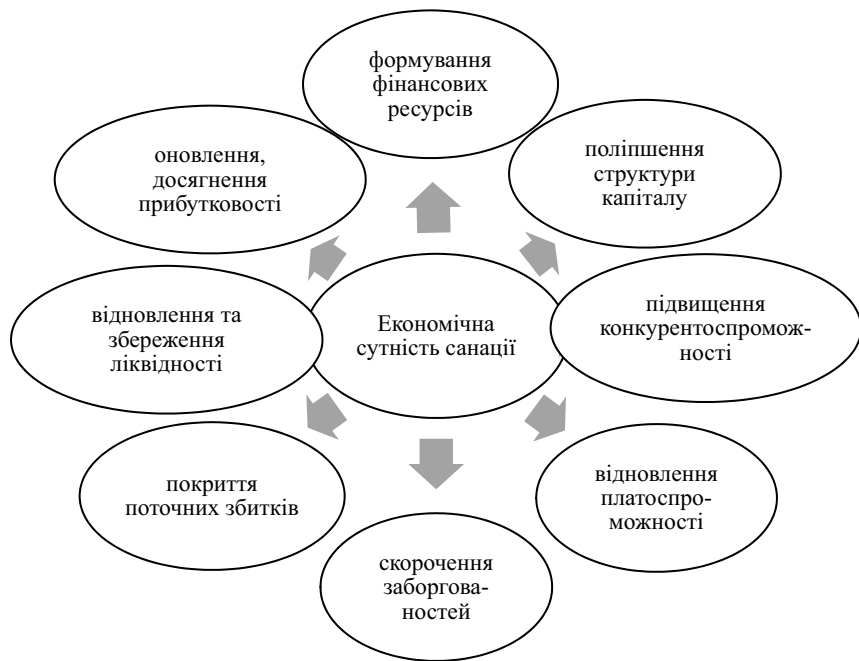 формування
фінансових
ресурсів
оновлення,
досягнення
прибутковості
поліпшення
структури
капіталу
відновлення та
збереження
ліквідності
Економічна
сутність санації
підвищення
конкурентоспромож-
ності
покриття
поточних збитків
відновлення
платоспро-
можності
скорочення
заборгова-
ностей